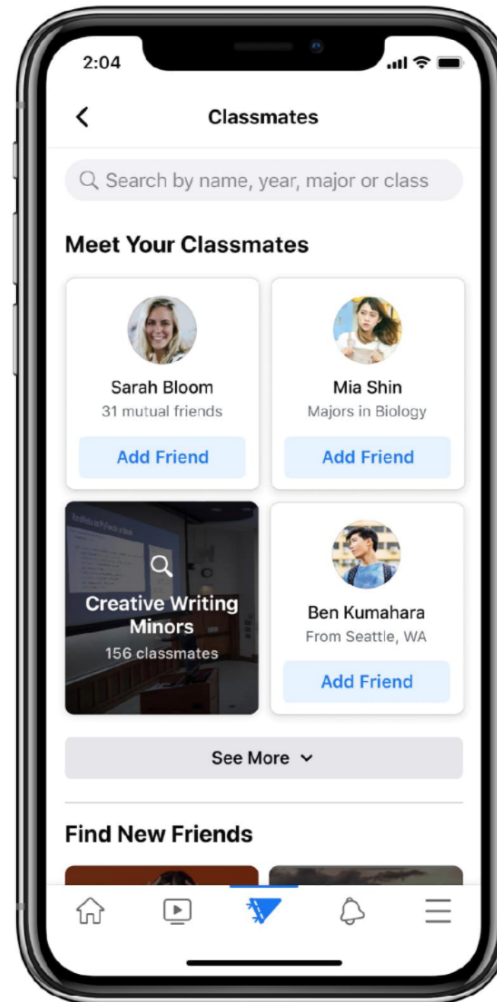 2:04
Classmates
Search by name, year, major or class
Meet Your Classmates
Sarah Bloom
31 mutual friends
Add Friend
Mia Shin
Majors in Biology
Add Friend
Creative Writing
Minors
156 classmates
Ben Kumahara
From Seattle, WA
Add Friend
See More
Find New Friends